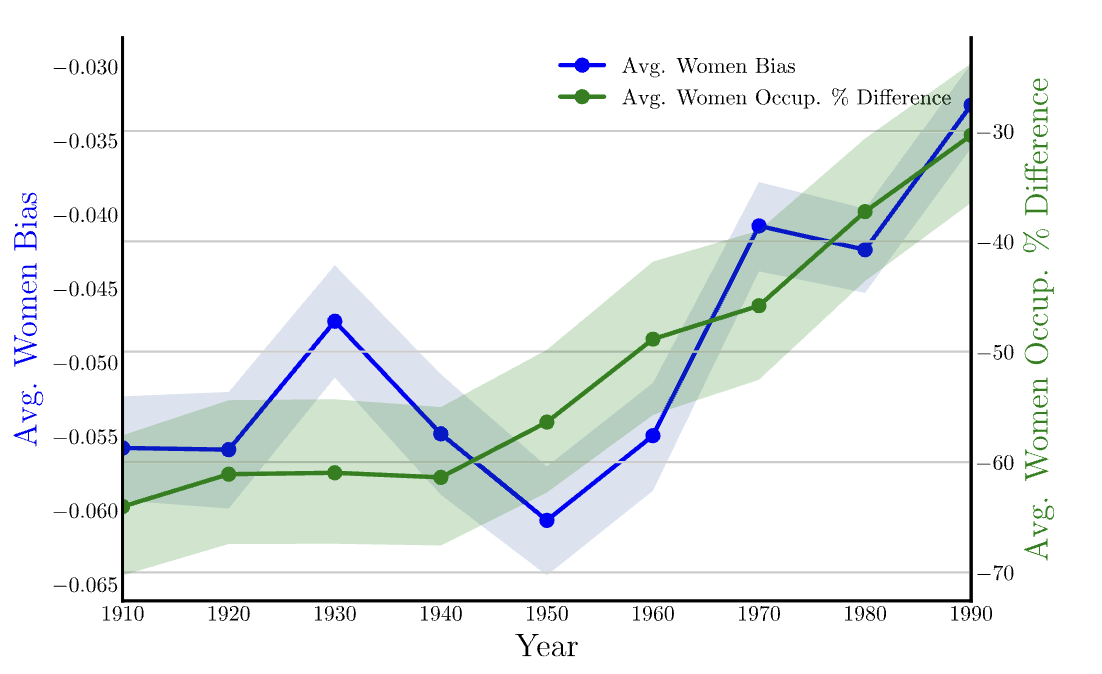 Avg. Women Bias
Avg. Women Occup. % Difference
−0.030
−0.035
−0.040
−0.045
−0.050
−0.055
−0.060
−0.065
Avg. Women Bias
−30
−40
−50
−60
−70
Avg. Women Occup. % Difference
1910 1920 1930 1940 1950 1960 1970 1980 1990
Year